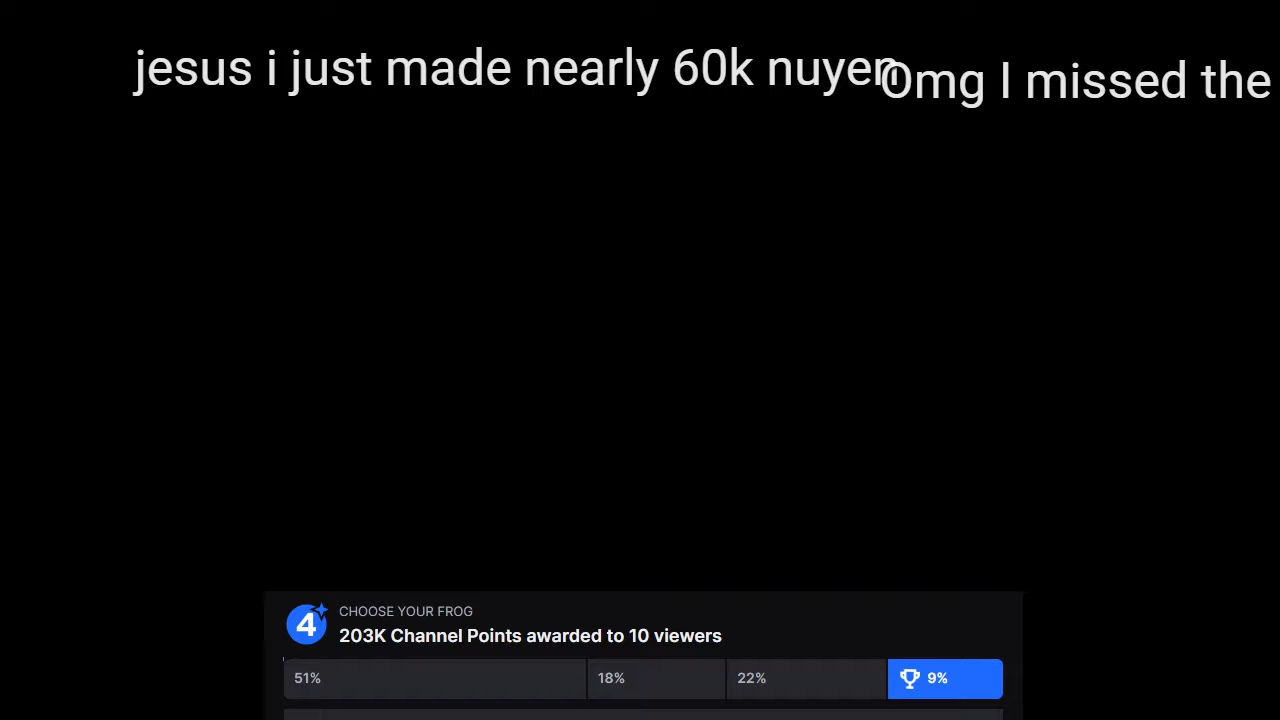 jesus i just made nearly 60k nuyen
Omg I missed the
4
CHOOSE YOUR FROG
203K Channel Points awarded to 10 viewers
51% 18% 22% 9%